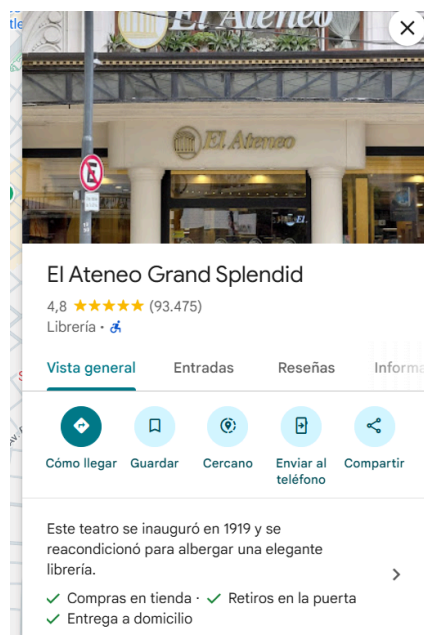 El Ateneo
El Ateneo
El Ateneo Grand Splendid
4,8 (93.475)
Librería ·
Vista general Entradas Reseñas Informa
Cómo llegar Guardar Cercano Enviar al teléfono Compartir
Este teatro se inauguró en 1919 y se
reacondicionó para albergar una elegante
librería.
Compras en tienda · Retiros en la puerta
Entrega a domicilio